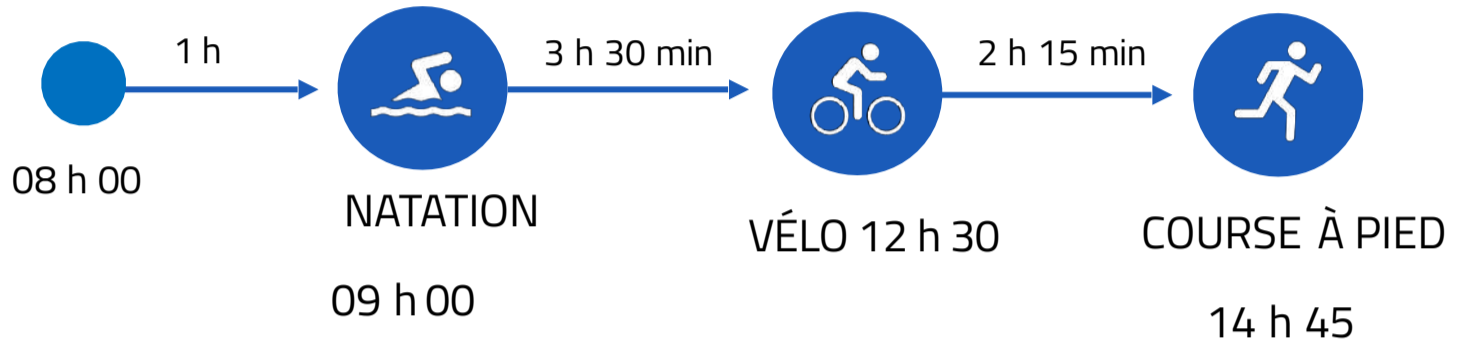 1 h
3 h 30 min
2 h 15 min
08 h 00
NATATION
09 h 00
VÉLO 12 h 30
COURSE À PIED
14 h 45